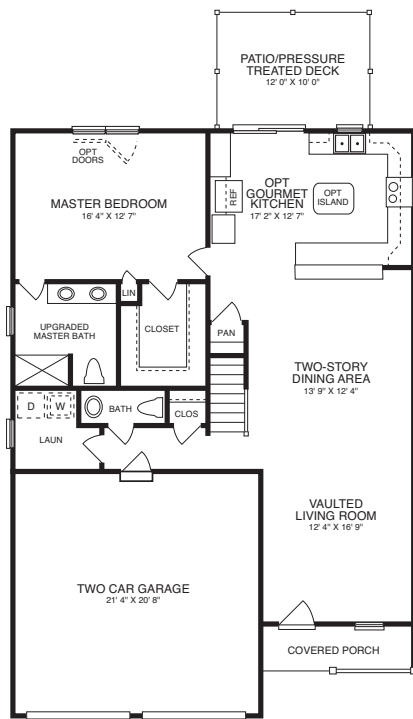 PATIO/PRESSURE
TREATED DECK
12' 0" X 10' 0"
OPT
DOORS
MASTER BEDROOM
16' 4" X 12' 7"
REF
OPT
GOURMET
KITCHEN
17' 2" X 12' 7"
OPT
ISLAND
LIN
UPGRADED
MASTER BATH
CLOSET
PAN
TWO-STORY
DINING AREA
13' 9" X 12' 4"
D
W
BATH
CLOS
LAUN
VAULTED
LIVING ROOM
12' 4" X 16' 9"
TWO CAR GARAGE
21' 4" X 20' 8"
COVERED PORCH